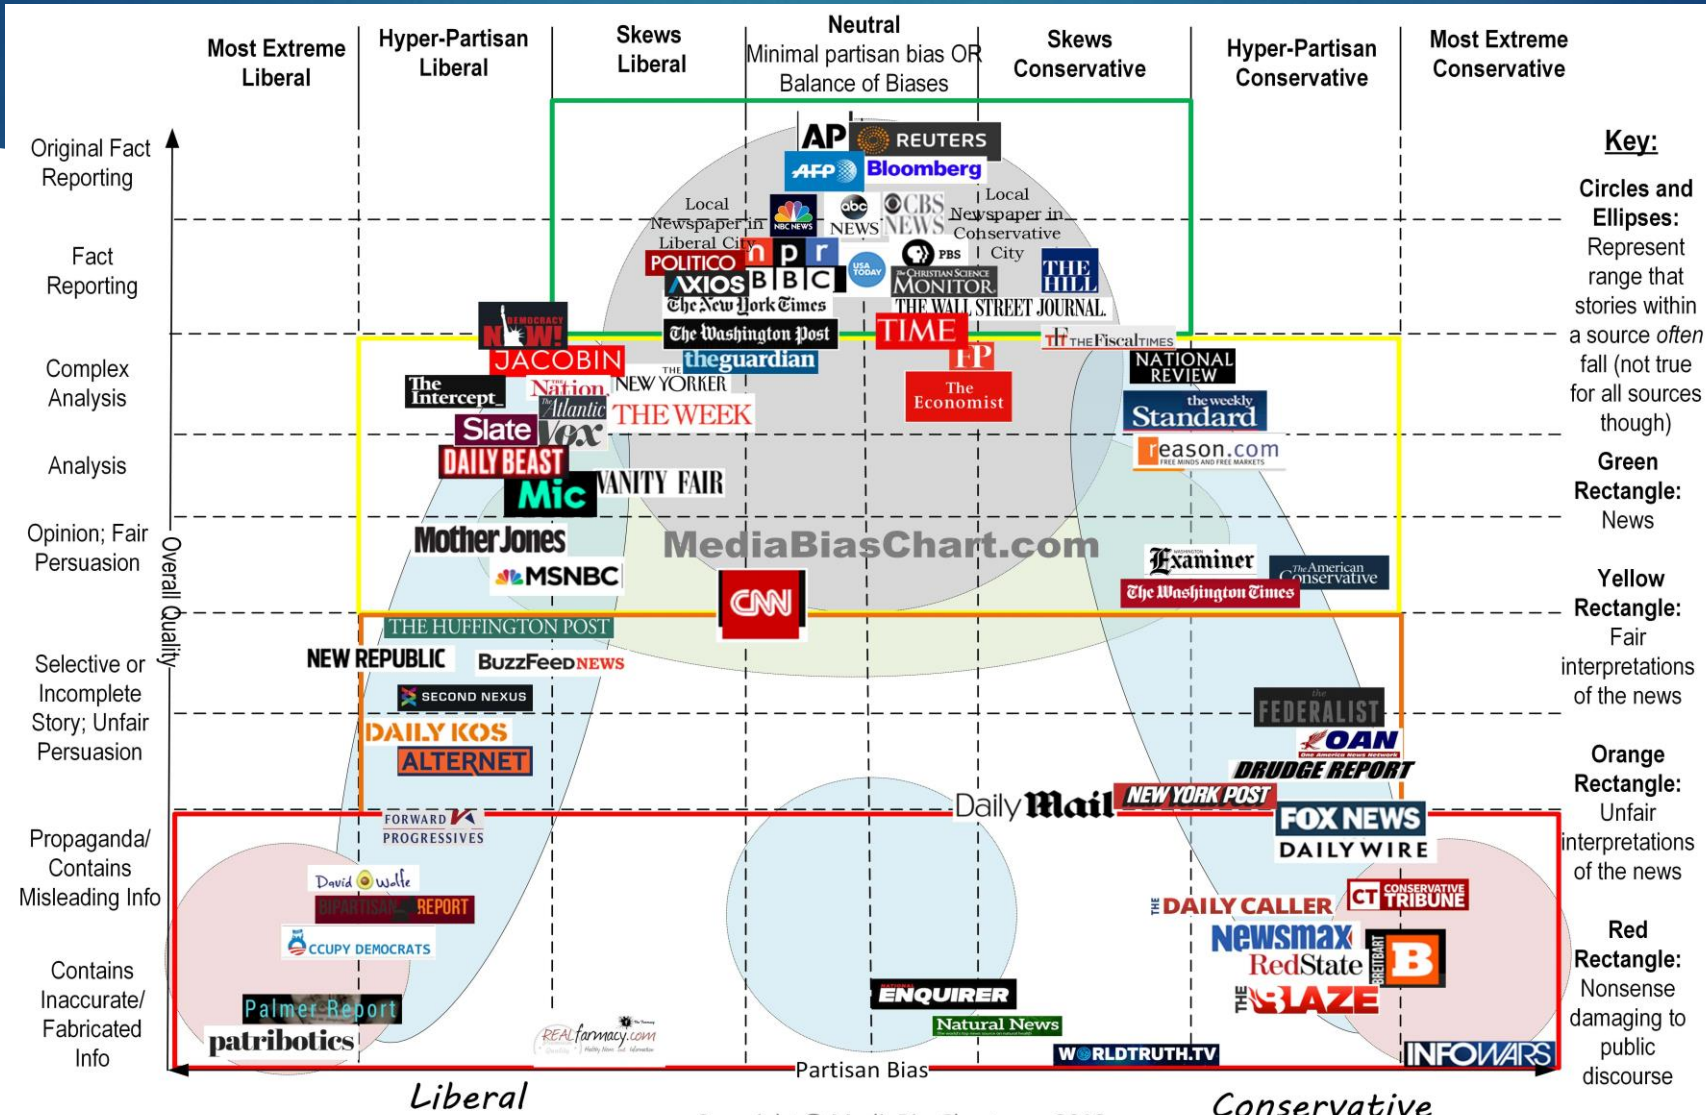 Most Extreme
Liberal
Hyper-Partisan
Liberal
Skews
Liberal
Neutral
Minimal partisan bias OR
Balance of Biases
Skews
Conservative
Hyper-Partisan
Conservative
Most Extreme
Conservative
Original Fact
Reporting
Fact
Reporting
Complex
Analysis
Analysis
Opinion; Fair
Persuasion
Selective or
Incomplete
Story; Unfair
Persuasion
Propaganda/
Contains
Misleading Info
Contains
Inaccurate/
Fabricated
Info
Overall Quality
AP
REUTERS
AFP
Bloomberg
Local
Newspaper in
Liberal City
NBC NEWS
abc
NEWS
CBS
NEWS
Local
Newspaper in
Conservative
City
POLITICO
npr
PBS
AXIOS
BBC
USA
TODAY
The CHRISTIAN SCIENCE
MONITOR
THE
HILL
The New York Times
THE WALL STREET JOURNAL.
DEMOCRACY
NOW!
The Washington Post
TIME
FT THE FISCAL TIMES
JACOBIN
theguardian
FP
NATIONAL
REVIEW
The
Intercept_
THE Nation.
THE
NEW YORKER
The Atlantic
THE WEEK
The
Economist
the weekly
Standard
Slate
Vox
DAILY BEAST
reason.com
FREE MINDS AND FREE MARKETS
Mic
VANITY FAIR
Mother Jones
MediaBiasChart.com
WASHINGTON
Examiner
MSNBC
The American
Conservative
CNN
The Washington Times
THE HUFFINGTON POST
NEW REPUBLIC
BUZZFEED NEWS
SECOND NEXUS
the
FEDERALIST
DAILY KOS
OAN
One America News Network
ALTERNET
DRUDGE REPORT
Daily Mail
NEW YORK POST
FORWARD
PROGRESSIVES
FOX NEWS
DAILY WIRE
David Wolfe
BIPARTISAN REPORT
CT CONSERVATIVE
TRIBUNE
THE DAILY CALLER
OCCUPY DEMOCRATS
Newsmax
RedState
BREITBART
B
THE BLAZE
Palmer Report
NATIONAL
ENQUIRER
patribotics
REALfarmacy.com
Natural News
WORLDTRUTH.TV
INFOWARS
Partisan Bias
Liberal
Conservative
Key:
Circles and
Ellipses:
Represent
range that
stories within
a source often
fall (not true
for all sources
though)
Green
Rectangle:
News
Yellow
Rectangle:
Fair
interpretations
of the news
Orange
Rectangle:
Unfair
interpretations
of the news
Red
Rectangle:
Nonsense
damaging to
public
discourse